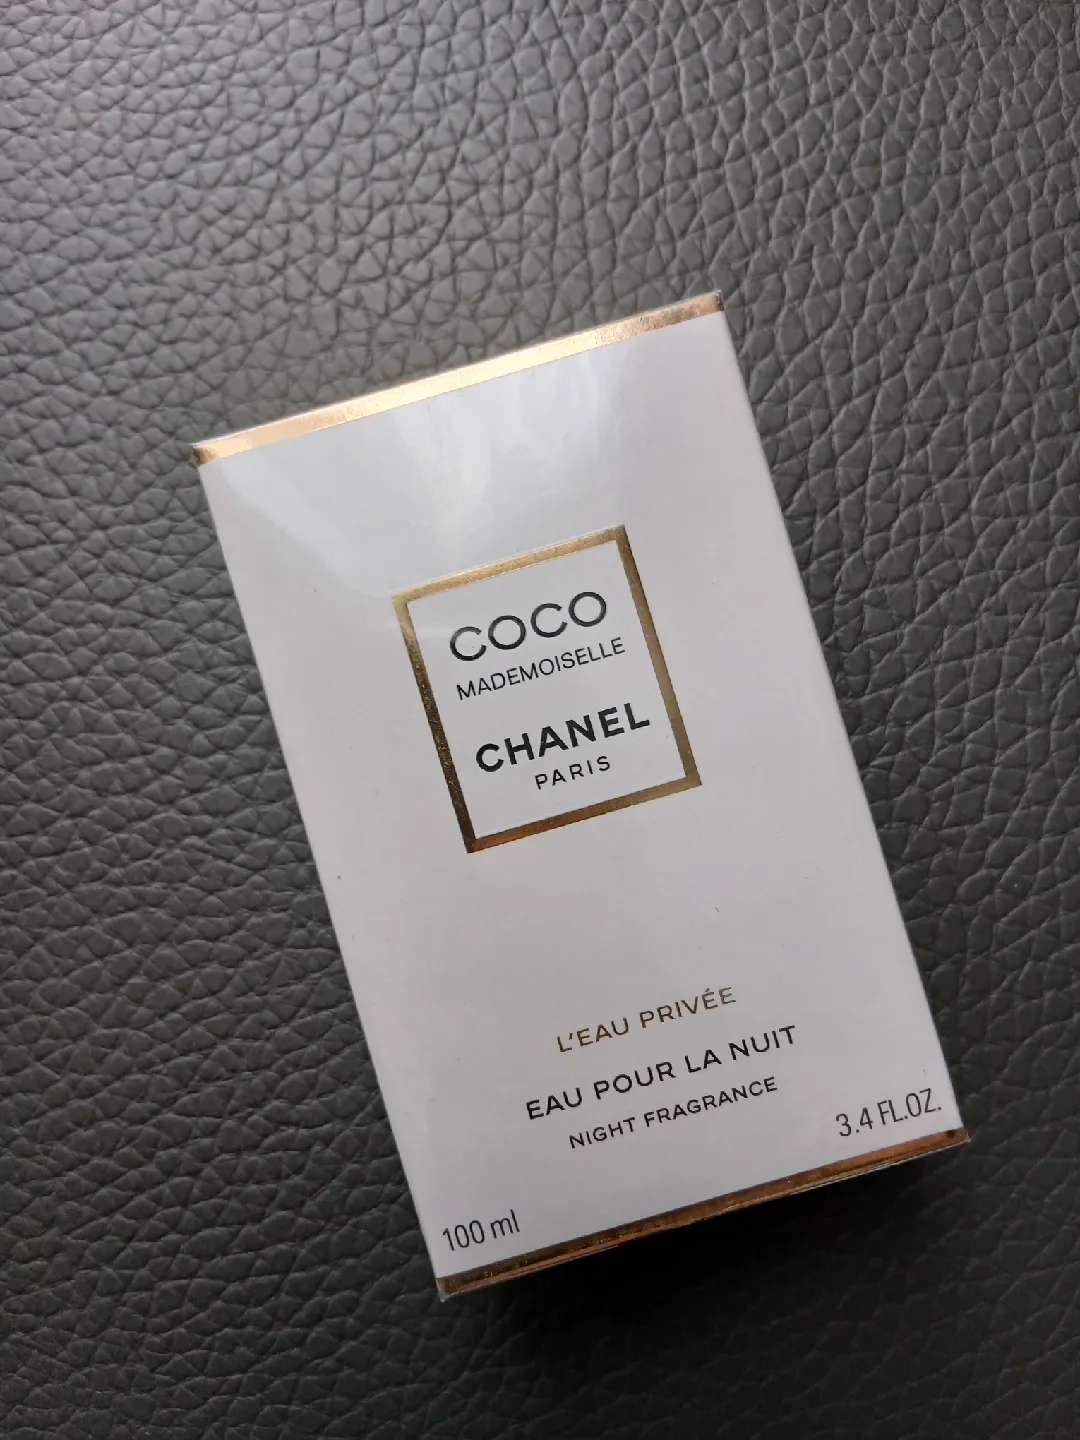 COCO
MADEMOISELLE
CHANEL
PARIS
L'EAU PRIVÉE
EAU POUR LA NUIT
NIGHT FRAGRANCE
3.4 FL.OZ.
100 ml